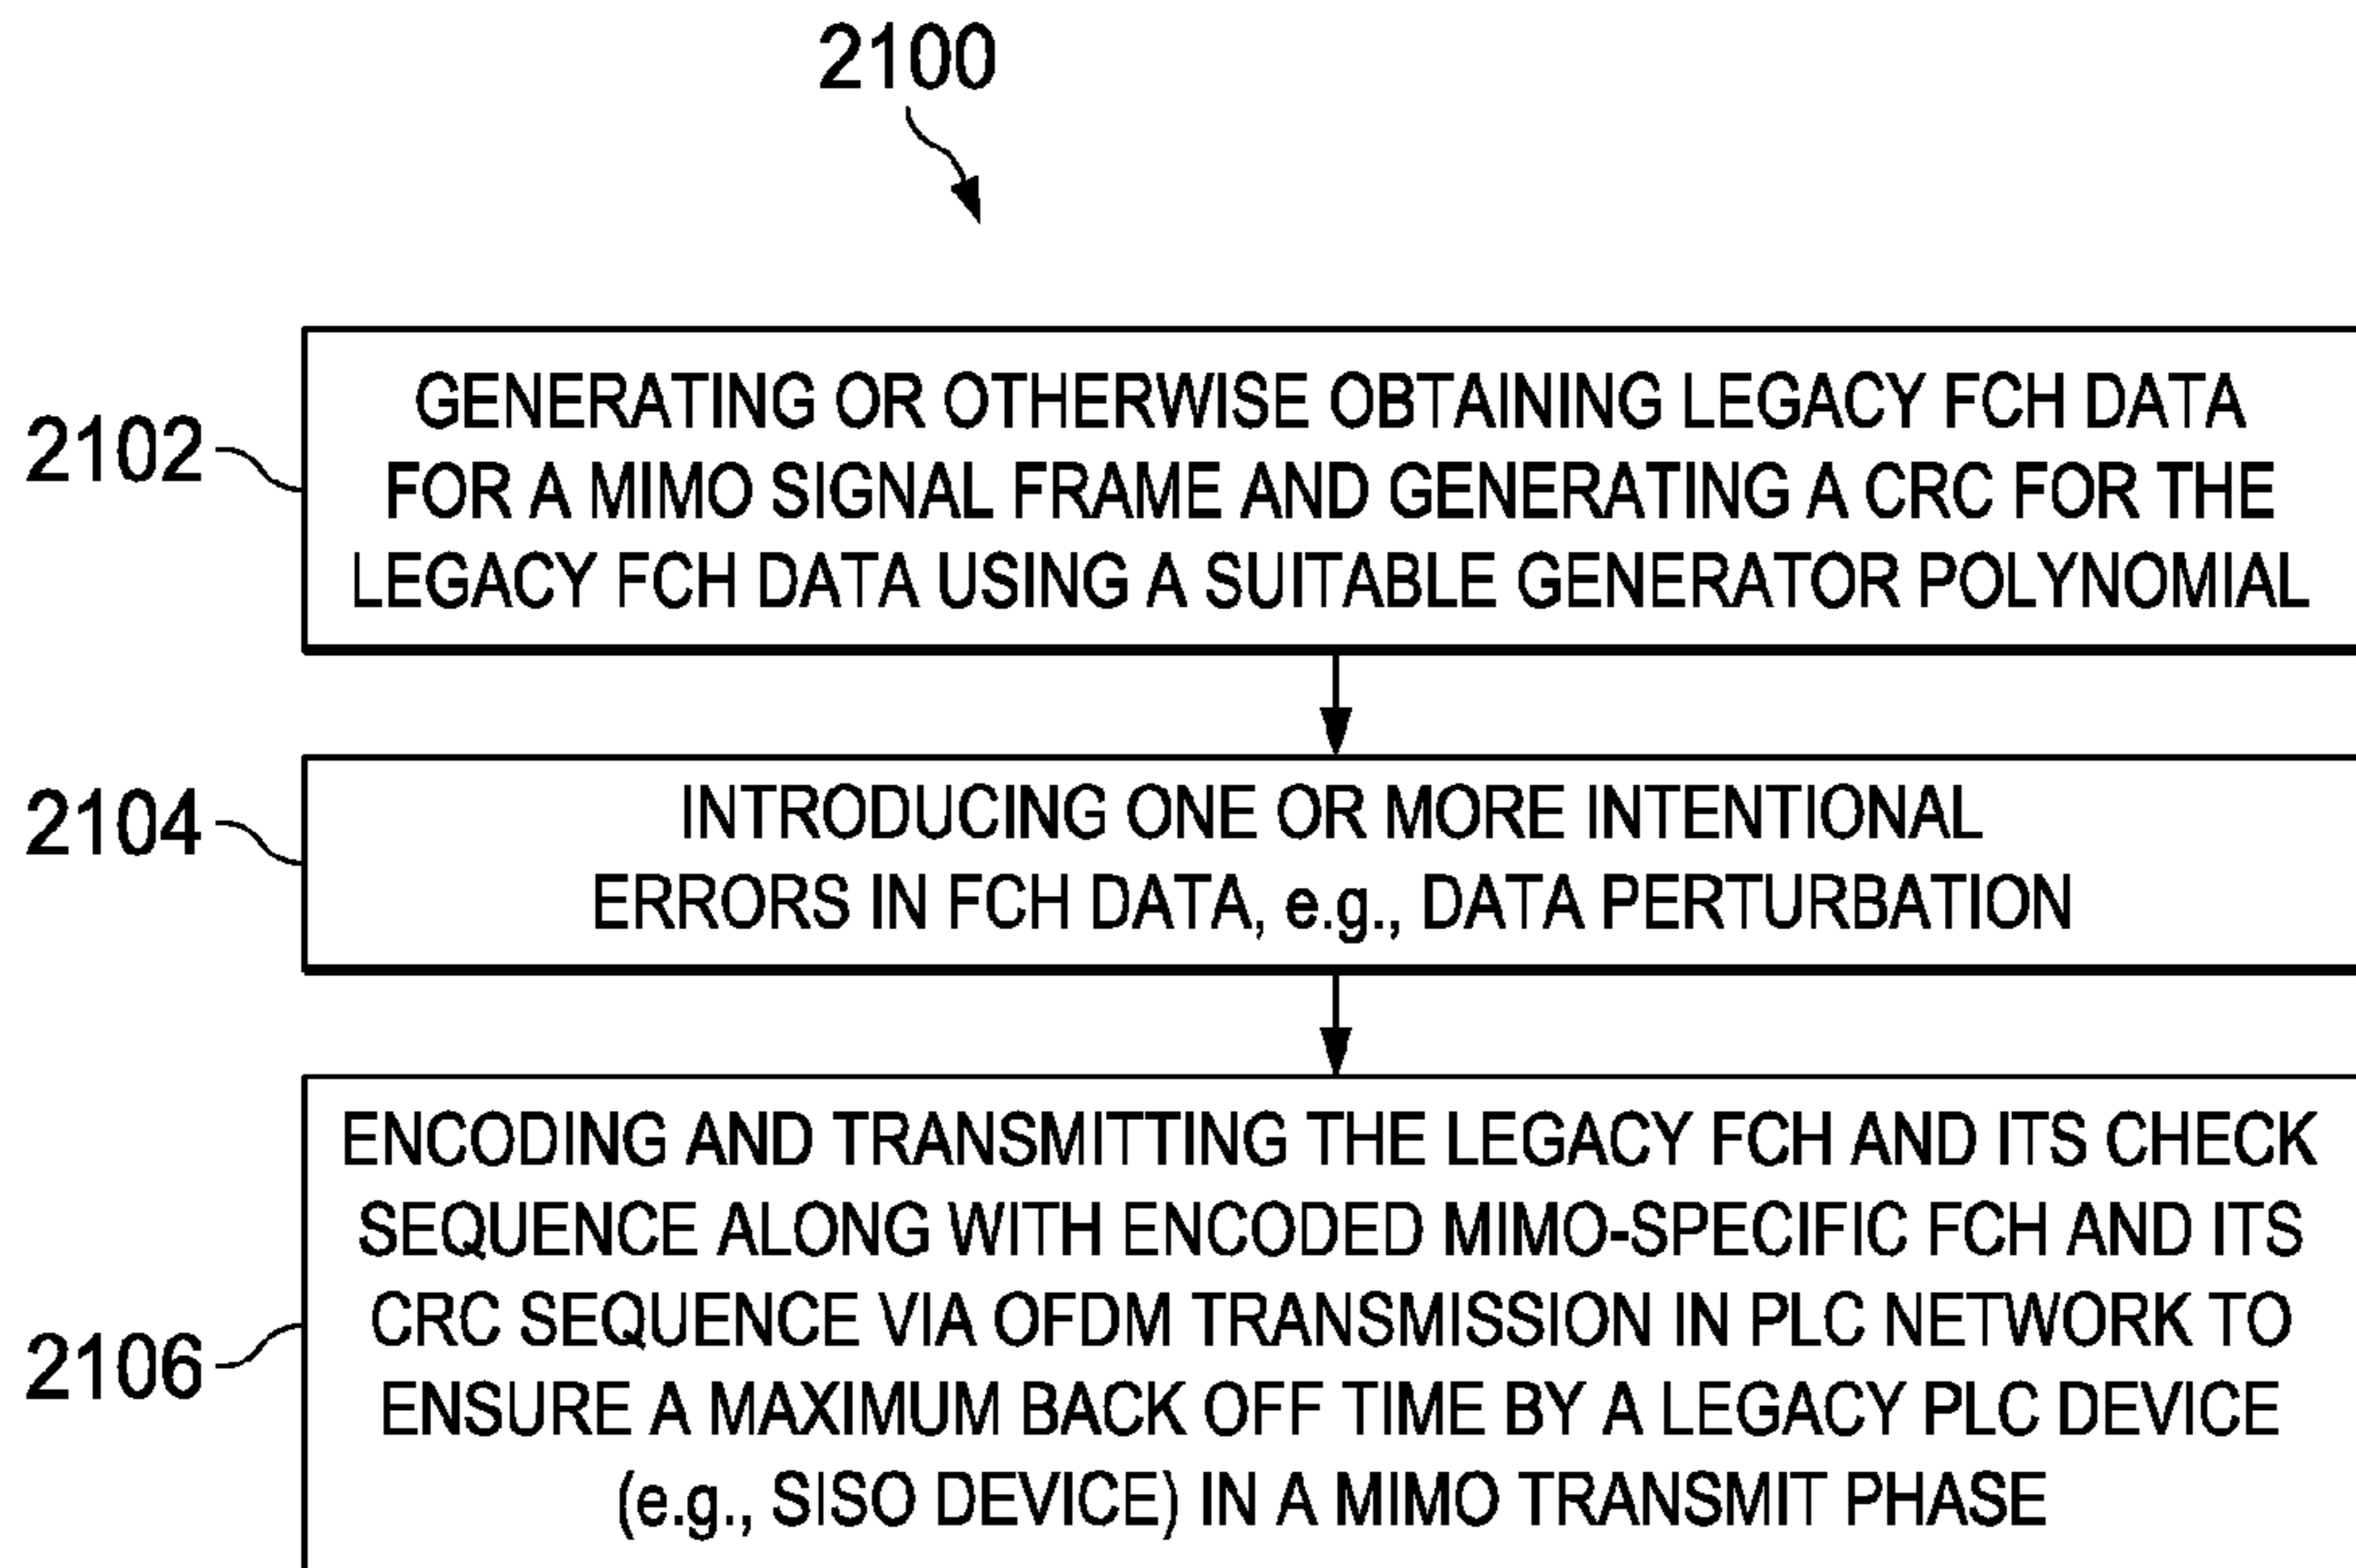 2100
2102
GENERATING OR OTHERWISE OBTAINING LEGACY FCH DATA
FOR A MIMO SIGNAL FRAME AND GENERATING A CRC FOR THE
LEGACY FCH DATA USING A SUITABLE GENERATOR POLYNOMIAL
2104
INTRODUCING ONE OR MORE INTENTIONAL
ERRORS IN FCH DATA, e.g., DATA PERTURBATION
2106
ENCODING AND TRANSMITTING THE LEGACY FCH AND ITS CHECK
SEQUENCE ALONG WITH ENCODED MIMO-SPECIFIC FCH AND ITS
CRC SEQUENCE VIA OFDM TRANSMISSION IN PLC NETWORK TO
ENSURE A MAXIMUM BACK OFF TIME BY A LEGACY PLC DEVICE
(e.g., SISO DEVICE) IN A MIMO TRANSMIT PHASE